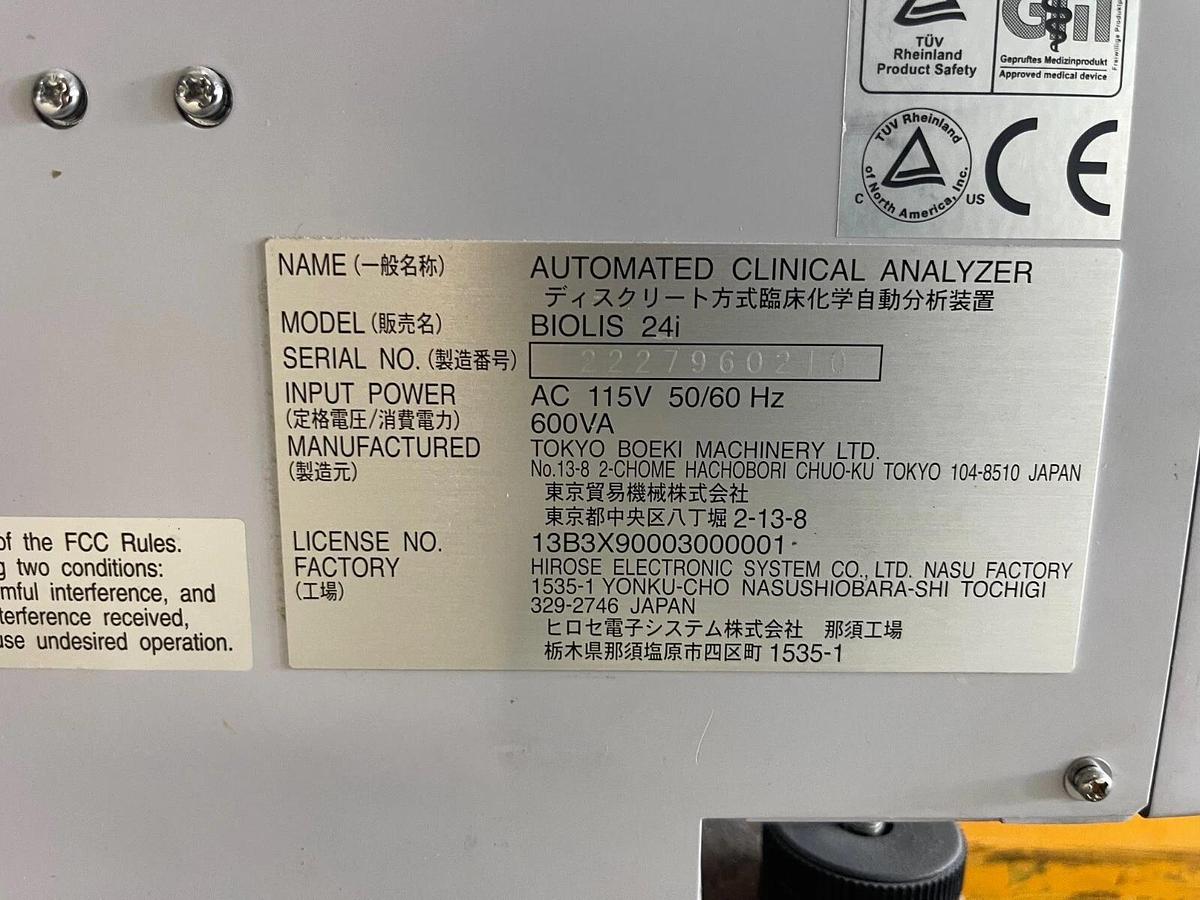 TÜV
Rheinland
Product Safety
Geprüftes Medizinprodukt
Approved medical device
Freiwillige
TÜV Rheinland
of North America, Inc.
C US
CE
NAME (一般名称) AUTOMATED CLINICAL ANALYZER
ディスクリート方式臨床化学自動分析装置
MODEL (販売名) BIOLIS 24i
SERIAL NO. (製造番号) 2227960210
INPUT POWER AC 115V 50/60 Hz
(定格電圧/消費電力) 600VA
MANUFACTURED TOKYO BOEKI MACHINERY LTD.
(製造元) No.13-8 2-CHOME HACHOBORI CHUO-KU TOKYO 104-8510 JAPAN
東京貿易機械株式会社
東京都中央区八丁堀 2-13-8
LICENSE NO. 13B3X90003000001
FACTORY HIROSE ELECTRONIC SYSTEM CO., LTD. NASU FACTORY
(工場) 1535-1 YONKU-CHO NASUSHIOBARA-SHI TOCHIGI
329-2746 JAPAN
ヒロセ電子システム株式会社 那須工場
栃木県那須塩原市四区町 1535-1
of the FCC Rules.
two conditions:
interference, and
received,
undesired operation.